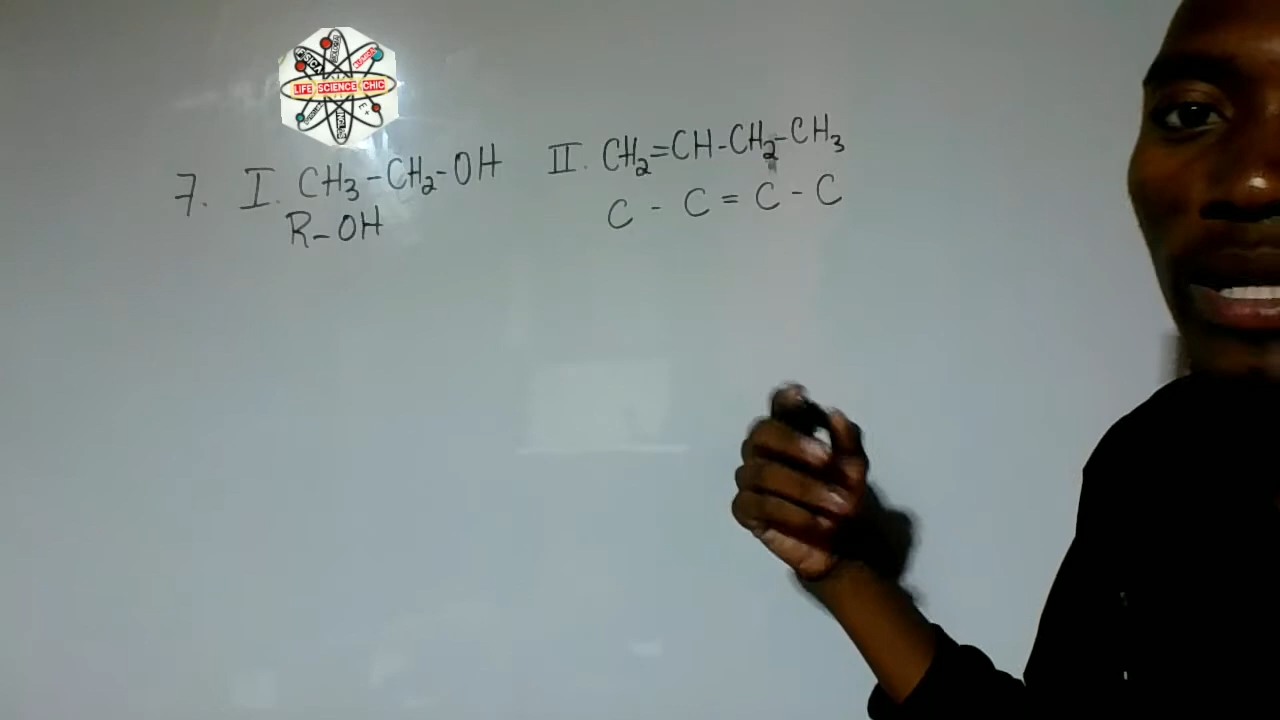 LIFE SCIENCE CHIC
7. I. CH₃-CH₂-OH II. CH₂=CH-CH₂-CH₃
R-OH C - C = C - C